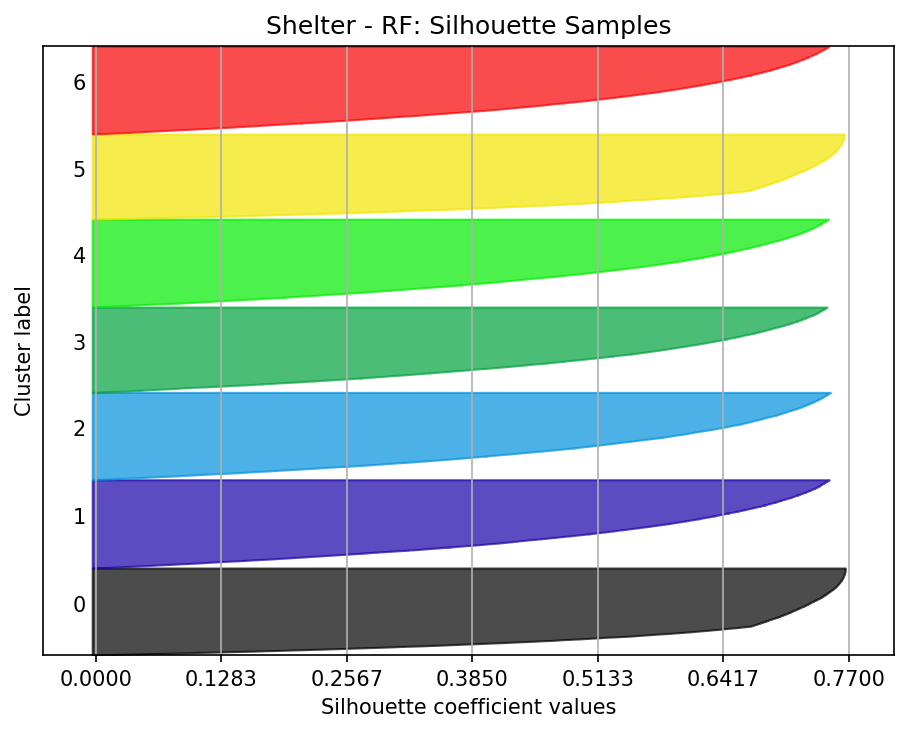 Shelter - RF: Silhouette Samples
6
5
4
3
2
1
0
Cluster label
0.0000 0.1283 0.2567 0.3850 0.5133 0.6417 0.7700
Silhouette coefficient values